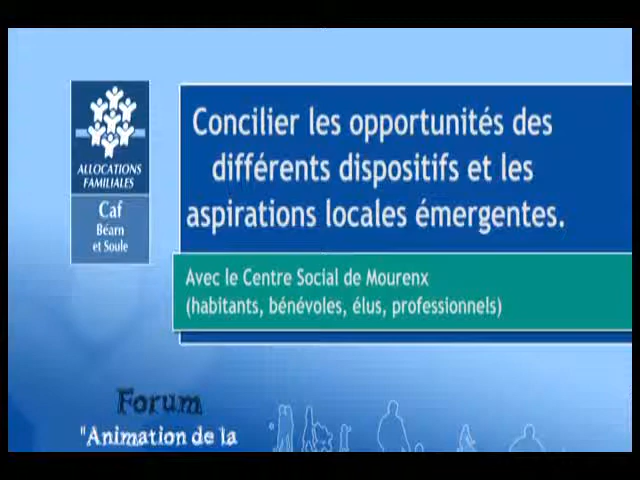 ALLOCATIONS
FAMILIALES
Caf
Béarn
et Soule
Concilier les opportunités des
différents dispositifs et les
aspirations locales émergentes.
Avec le Centre Social de Mourenx
(habitants, bénévoles, élus, professionnels)
Forum
"Animation de la